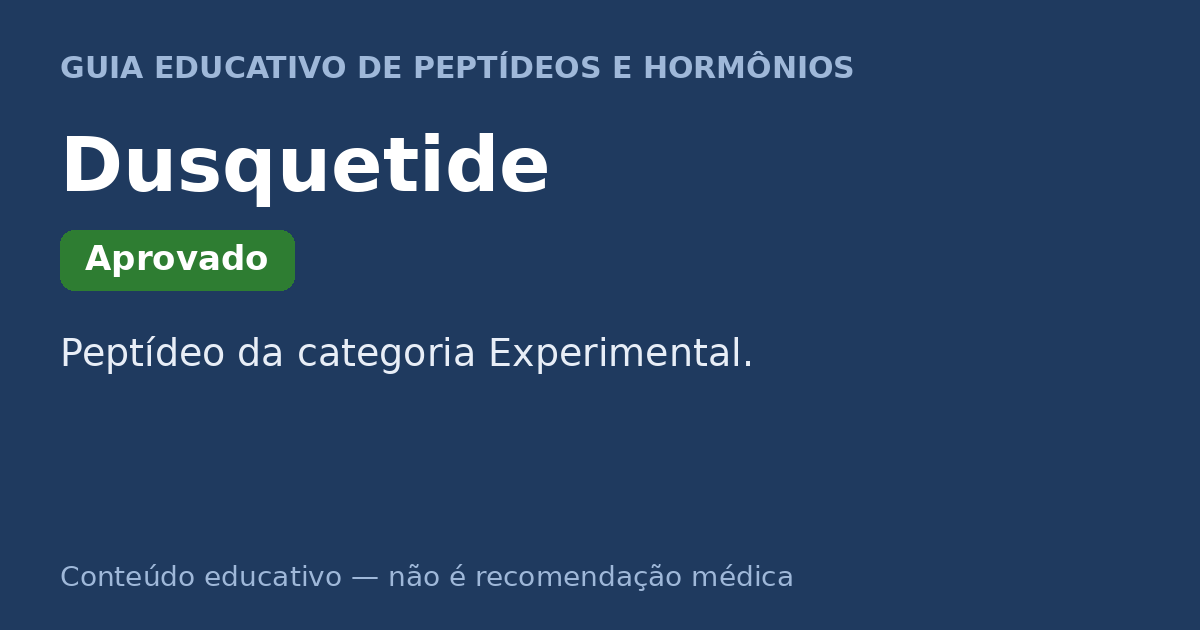 GUIA EDUCATIVO DE PEPTÍDEOS E HORMÔNIOS
Dusquetide
Aprovado
Peptídeo da categoria Experimental.
Conteúdo educativo — não é recomendação médica